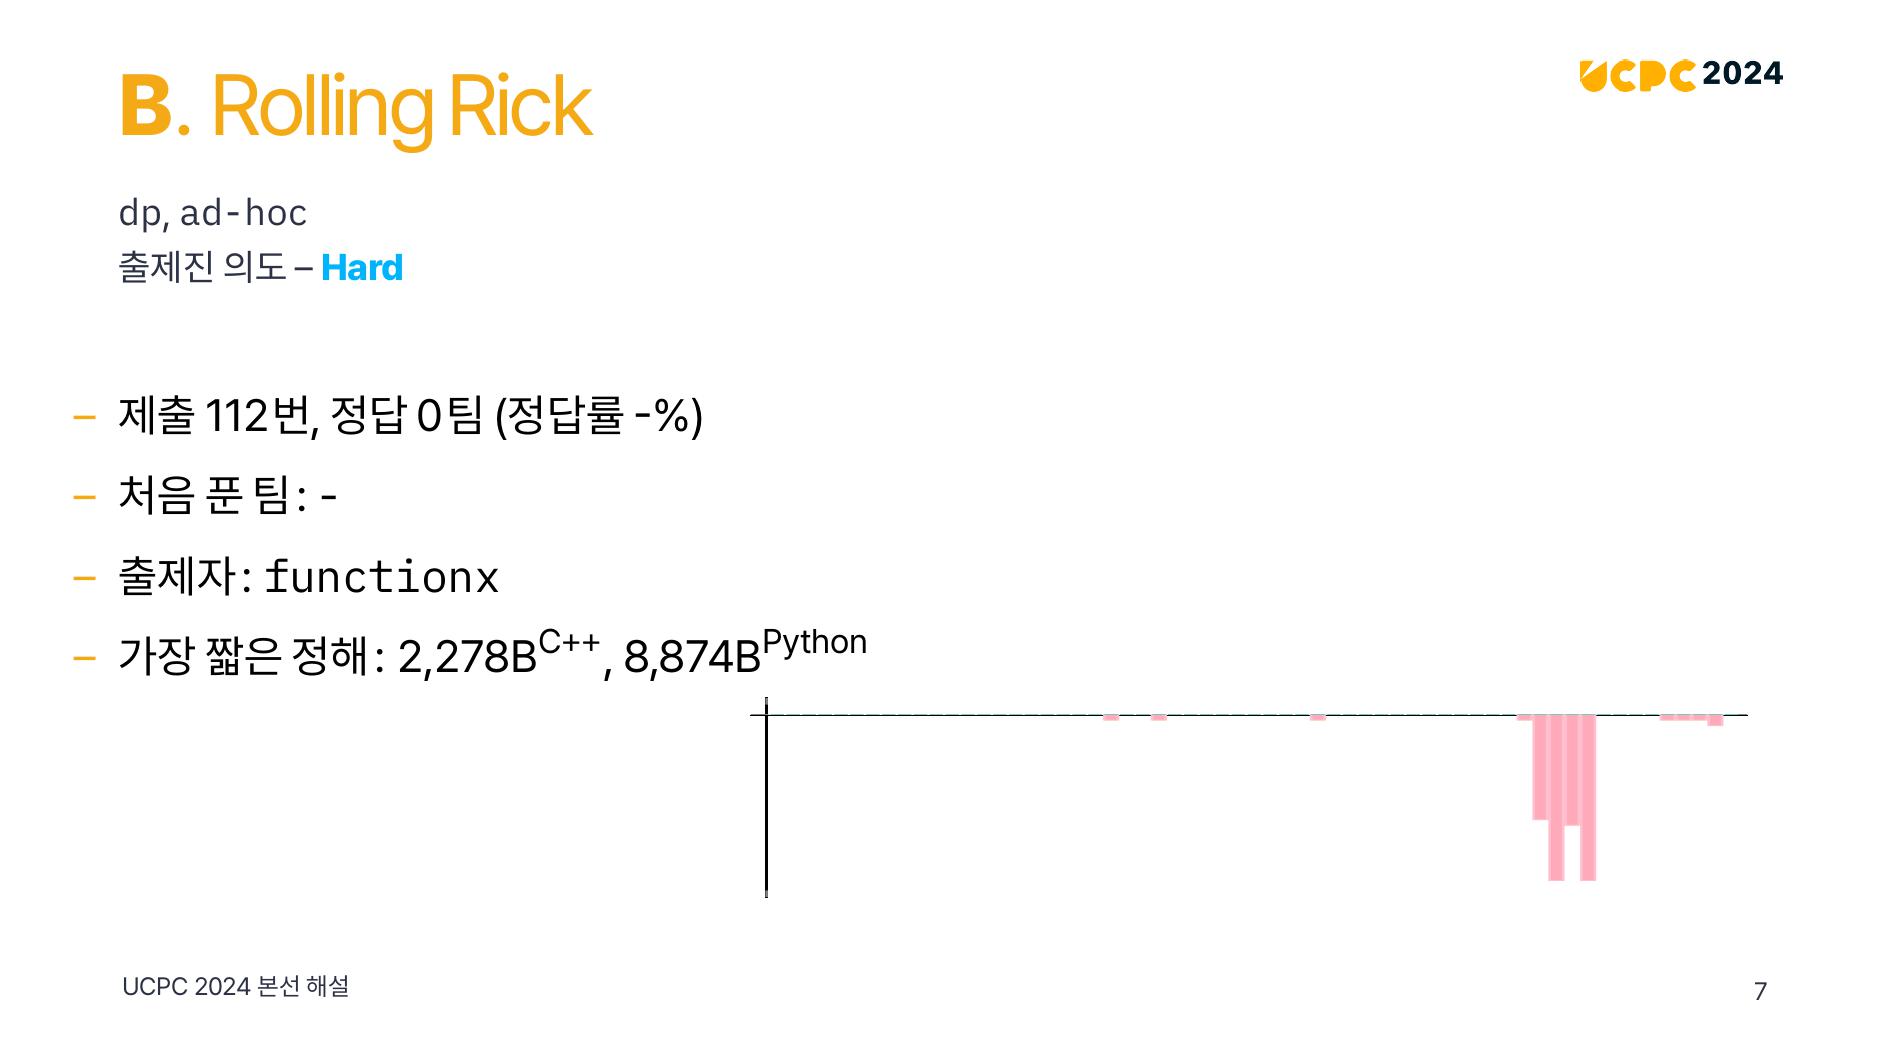 B. Rolling Rick
UCPC 2024
dp, ad-hoc
출제진 의도 – Hard
– 제출 112번, 정답 0팀 (정답률 -%)
– 처음 푼 팀: -
– 출제자: functionx
– 가장 짧은 정해: 2,278B^C++, 8,874B^Python
UCPC 2024 본선 해설
7